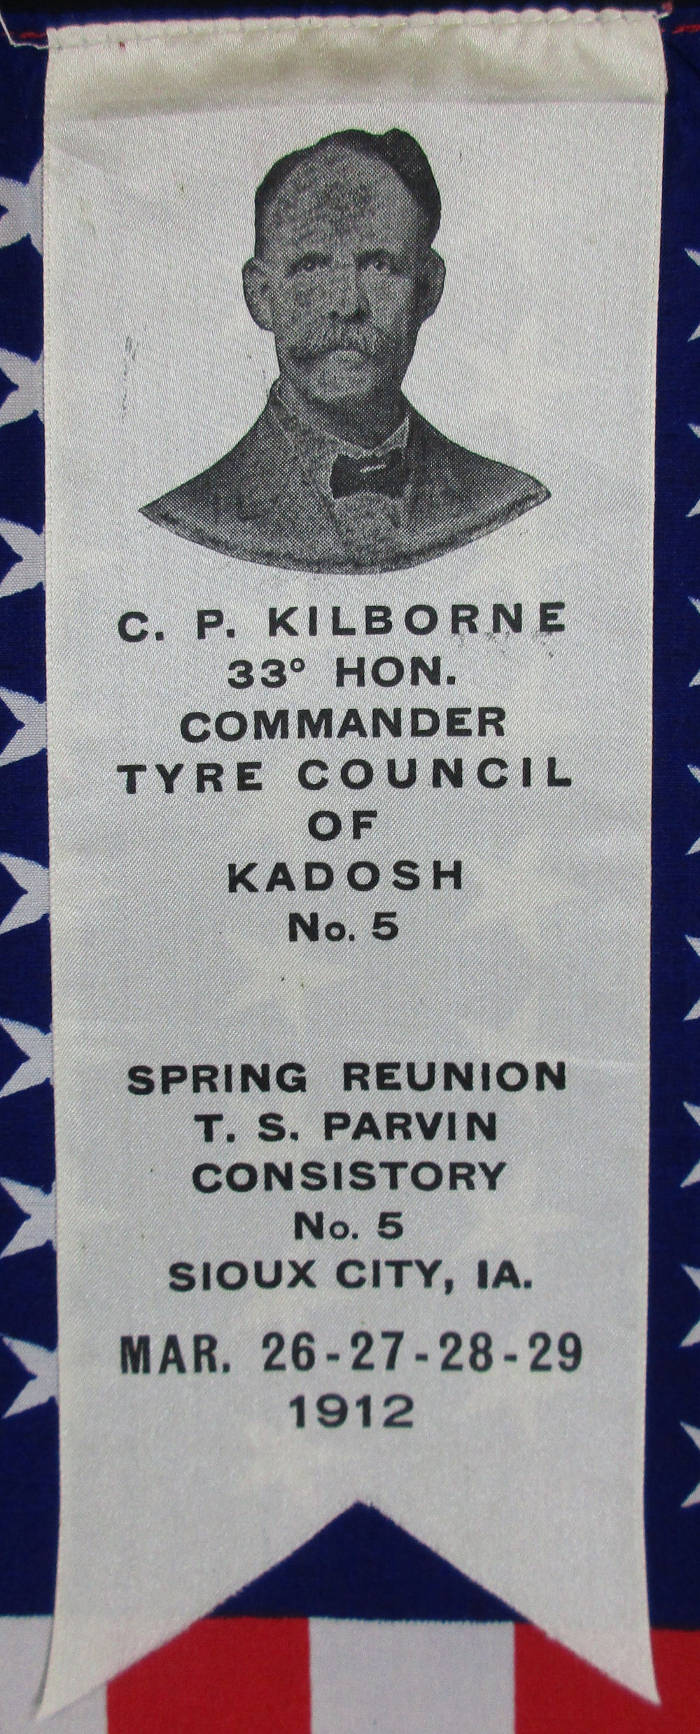 C. P. KILBORNE
33° HON.
COMMANDER
TYRE COUNCIL
OF
KADOSH
No. 5
SPRING REUNION
T. S. PARVIN
CONSISTORY
No. 5
SIOUX CITY, IA.
MAR. 26-27-28-29
1912